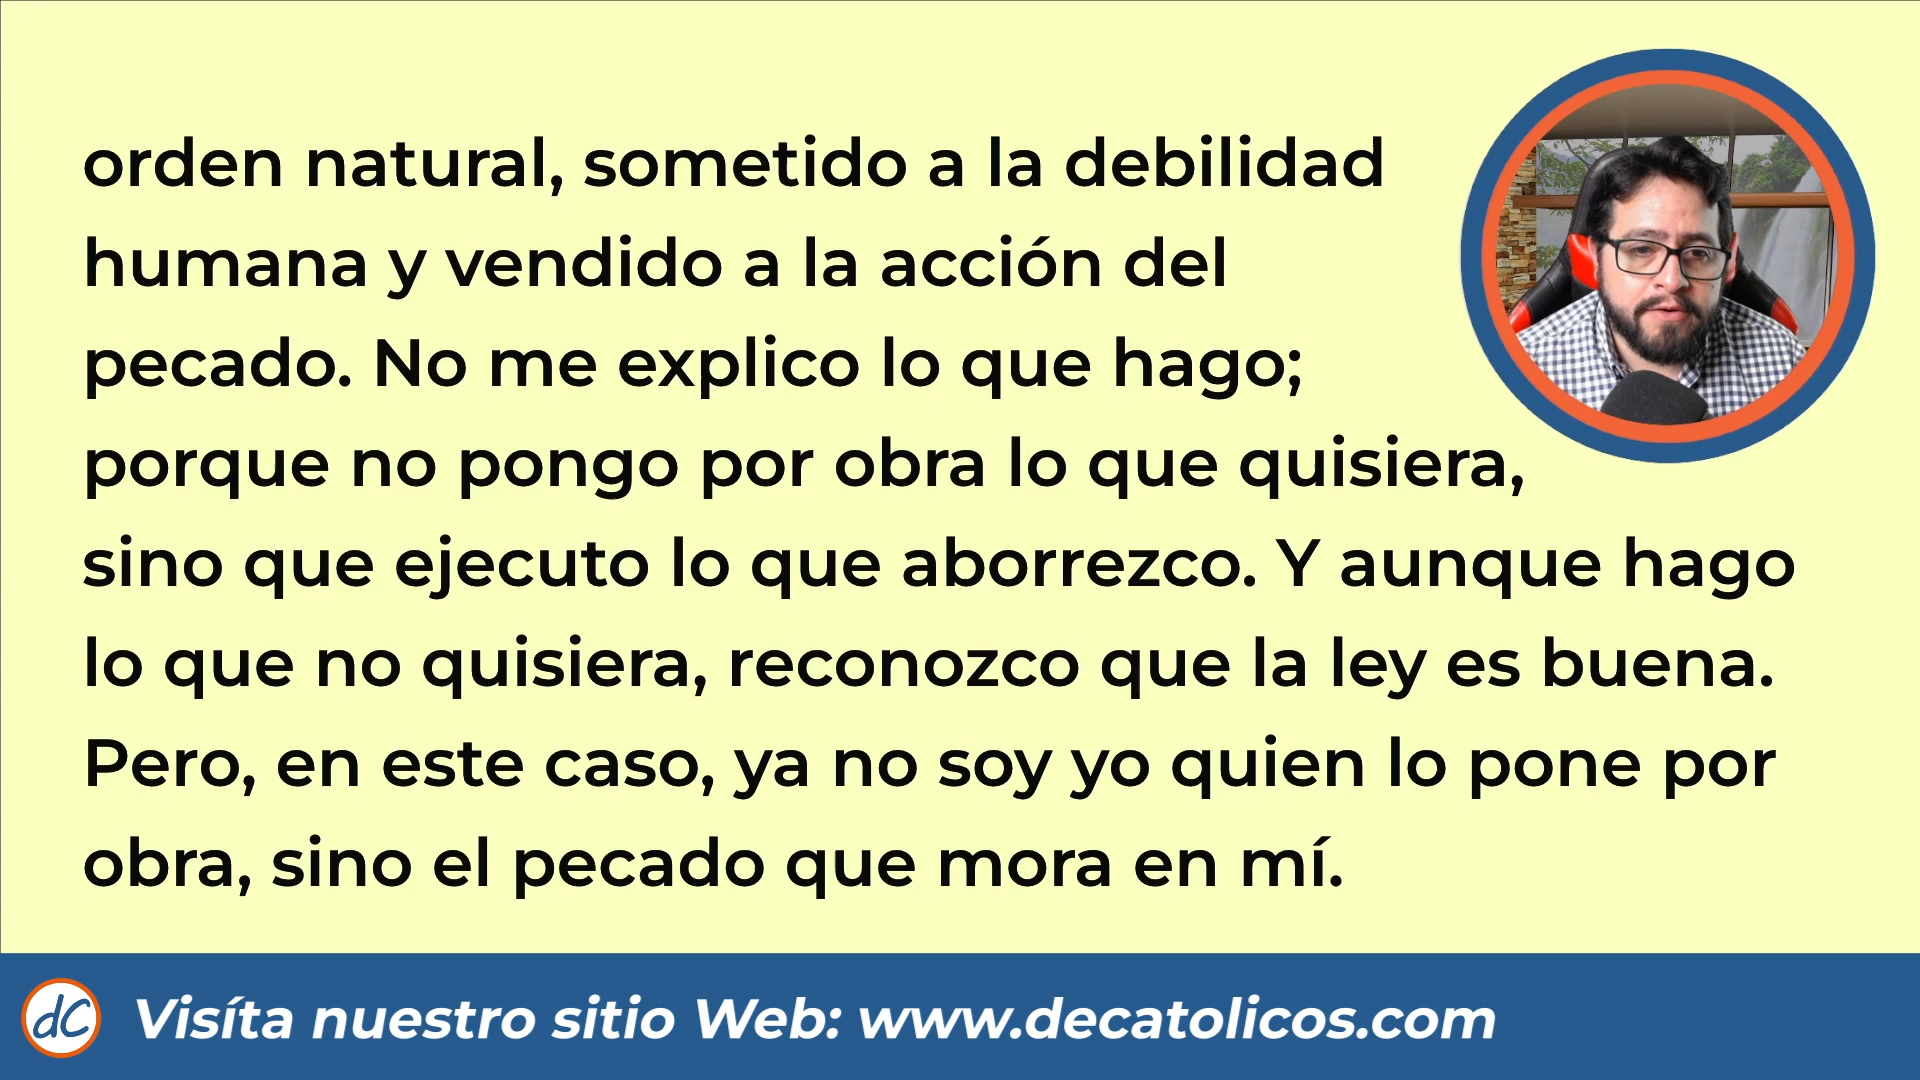 orden natural, sometido a la debilidad
humana y vendido a la acción del
pecado. No me explico lo que hago;
porque no pongo por obra lo que quisiera,
sino que ejecuto lo que aborrezco. Y aunque hago
lo que no quisiera, reconozco que la ley es buena.
Pero, en este caso, ya no soy yo quien lo pone por
obra, sino el pecado que mora en mí.
dC
Visíta nuestro sitio Web: www.decatolicos.com